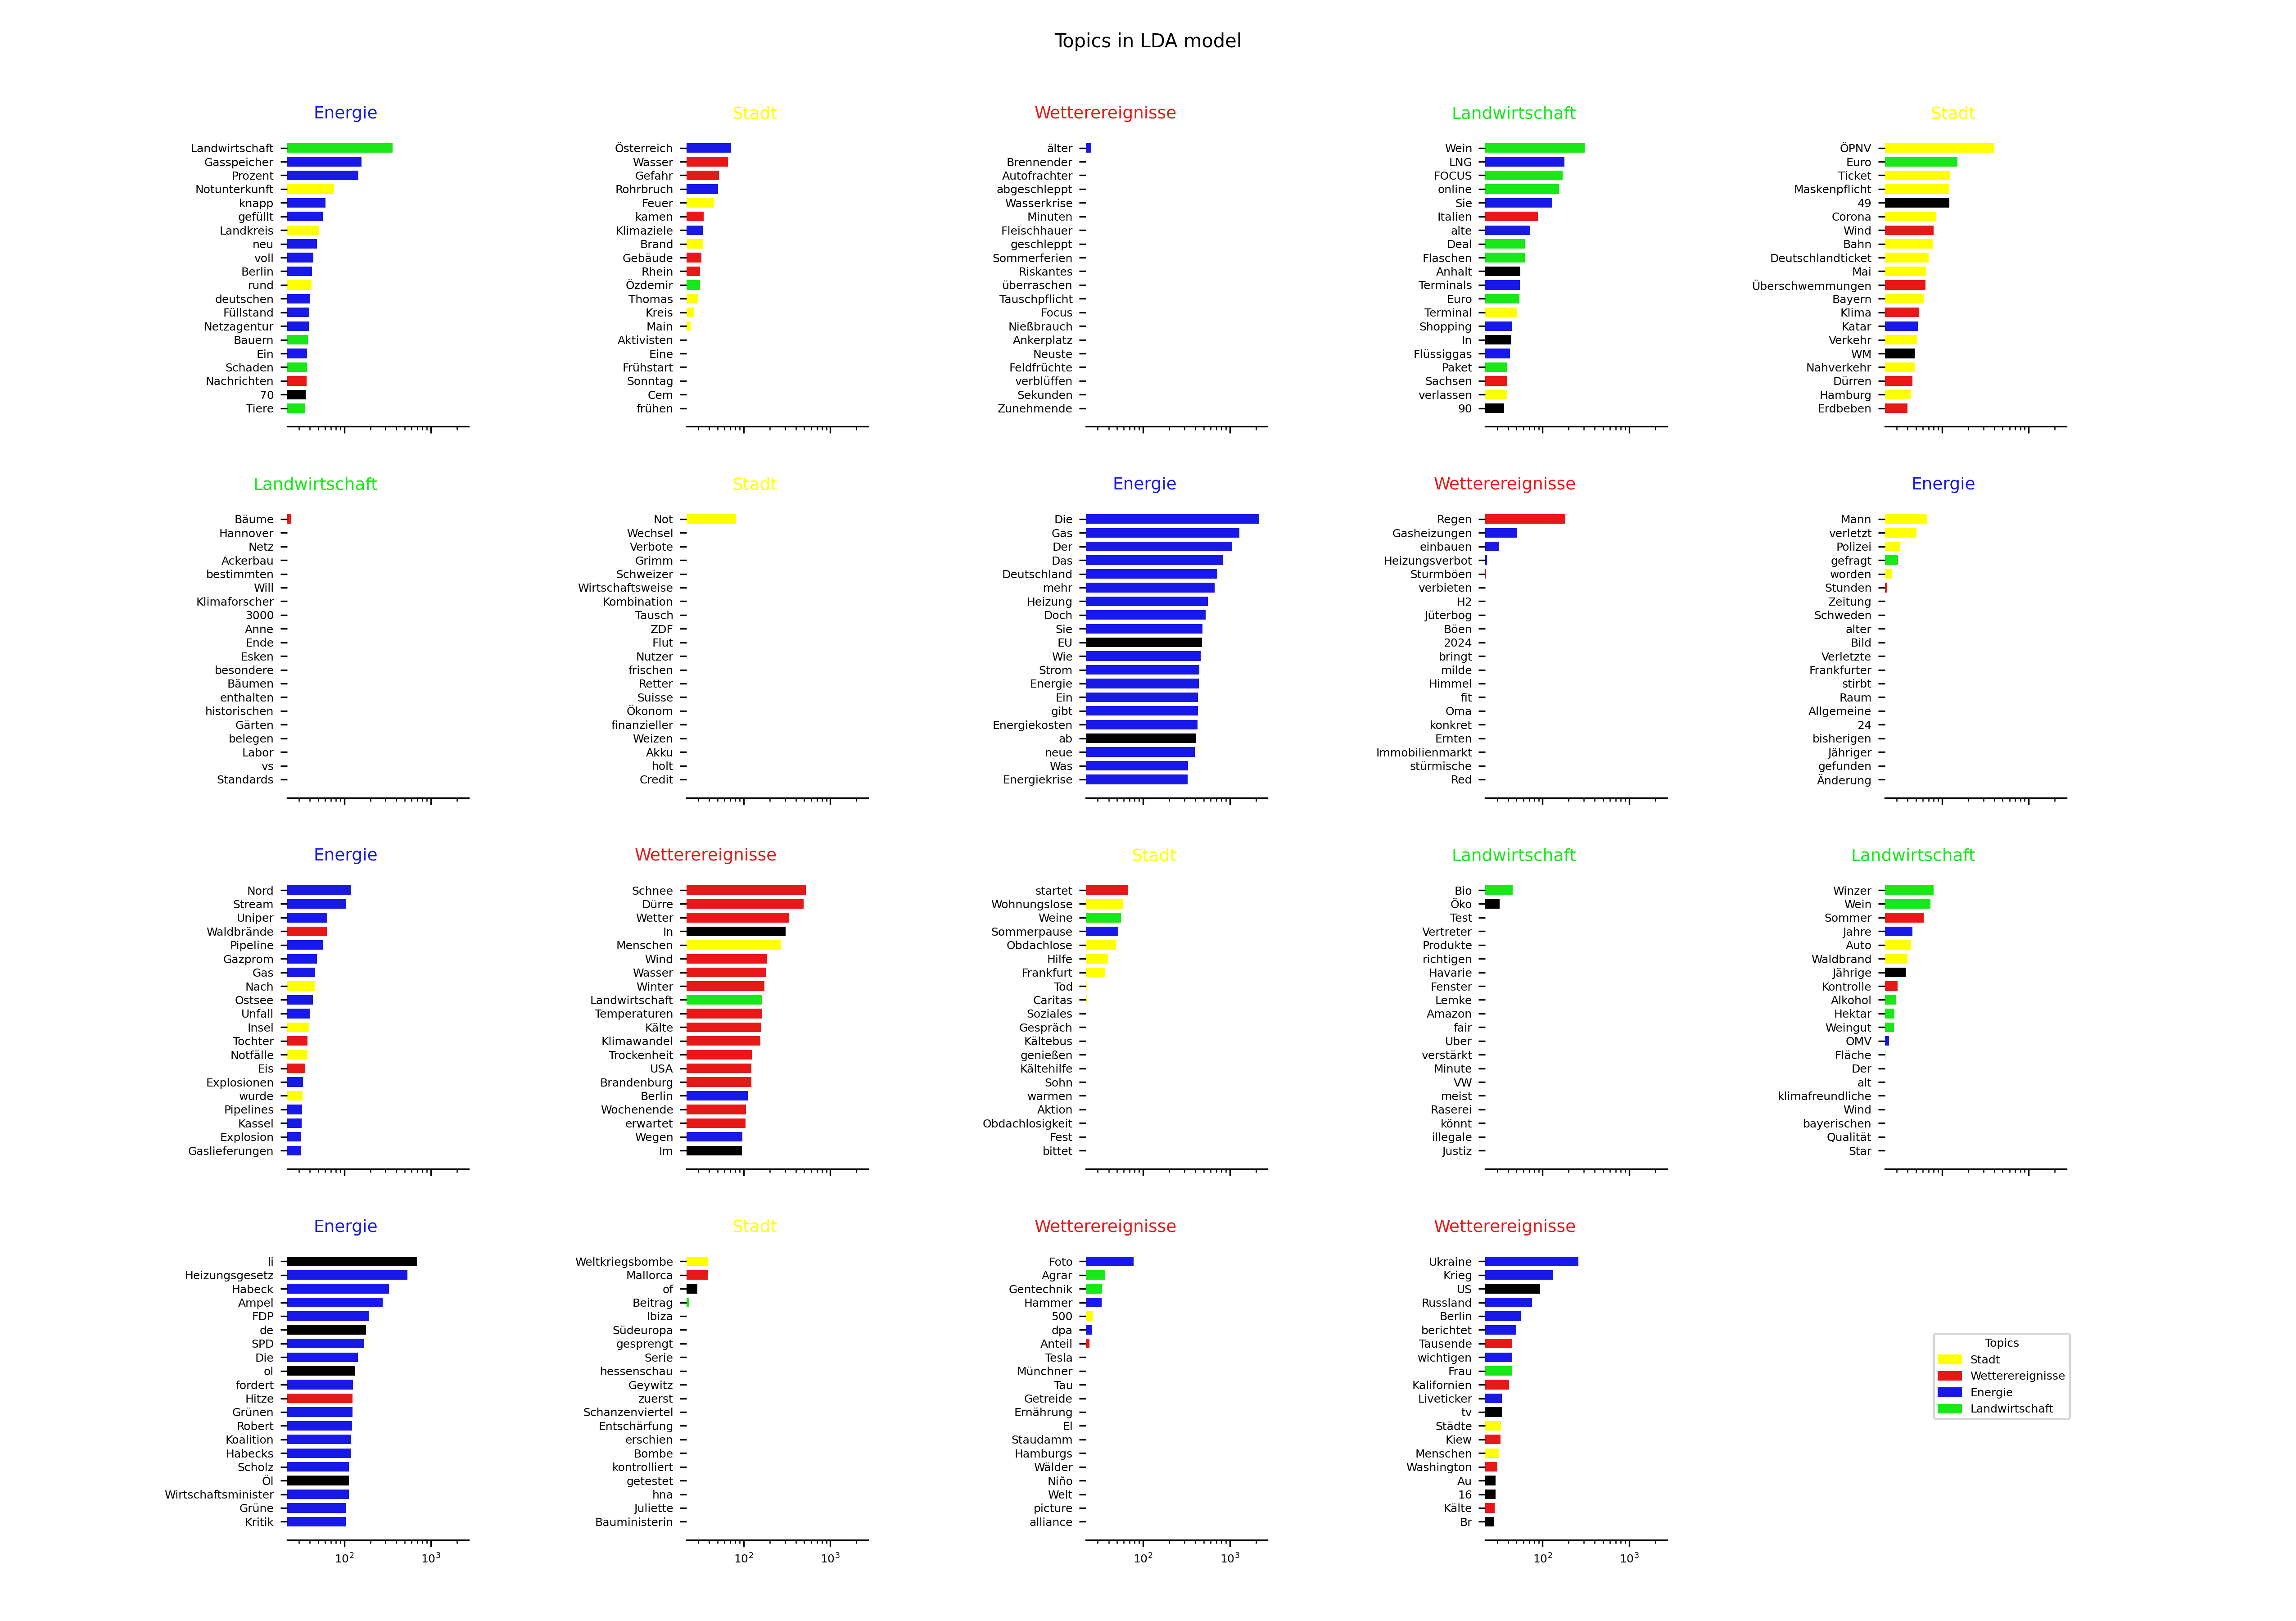 Topics in LDA model
Energie
Landwirtschaft
Gasspeicher
Prozent
Notunterkunft
knapp
gefüllt
Landkreis
neu
voll
Berlin
rund
deutschen
Füllstand
Netzagentur
Bauern
Ein
Schaden
Nachrichten
70
Tiere
Stadt
Österreich
Wasser
Gefahr
Rohrbruch
Feuer
kamen
Klimaziele
Brand
Gebäude
Rhein
Özdemir
Thomas
Kreis
Main
Aktivisten
Eine
Frühstart
Sonntag
Cem
frühen
Wetterereignisse
älter
Brennender
Autofrachter
abgeschleppt
Wasserkrise
Minuten
Fleischhauer
geschleppt
Sommerferien
Riskantes
überraschen
Tauschpflicht
Focus
Nießbrauch
Ankerplatz
Neuste
Feldfrüchte
verblüffen
Sekunden
Zunehmende
Landwirtschaft
Wein
LNG
FOCUS
online
Sie
Italien
alte
Deal
Flaschen
Anhalt
Terminals
Euro
Terminal
Shopping
In
Flüssiggas
Paket
Sachsen
verlassen
90
Stadt
ÖPNV
Euro
Ticket
Maskenpflicht
49
Corona
Wind
Bahn
Deutschlandticket
Mai
Überschwemmungen
Bayern
Klima
Katar
Verkehr
WM
Nahverkehr
Dürren
Hamburg
Erdbeben
Landwirtschaft
Bäume
Hannover
Netz
Ackerbau
bestimmten
Will
Klimaforscher
3000
Anne
Ende
Esken
besondere
Bäumen
enthalten
historischen
Gärten
belegen
Labor
vs
Standards
Stadt
Not
Wechsel
Verbote
Grimm
Schweizer
Wirtschaftsweise
Kombination
Tausch
ZDF
Flut
Nutzer
frischen
Retter
Suisse
Ökonom
finanzieller
Weizen
Akku
holt
Credit
Energie
Die
Gas
Der
Das
Deutschland
mehr
Heizung
Doch
Sie
EU
Wie
Strom
Energie
Ein
gibt
Energiekosten
ab
neue
Was
Energiekrise
Wetterereignisse
Regen
Gasheizungen
einbauen
Heizungsverbot
Sturmböen
verbieten
H2
Jüterbog
Böen
2024
bringt
milde
Himmel
fit
Oma
konkret
Ernten
Immobilienmarkt
stürmische
Red
Energie
Mann
verletzt
Polizei
gefragt
worden
Stunden
Zeitung
Schweden
alter
Bild
Verletzte
Frankfurter
stirbt
Raum
Allgemeine
24
bisherigen
Jähriger
gefunden
Änderung
Energie
Nord
Stream
Uniper
Waldbrände
Pipeline
Gazprom
Gas
Nach
Ostsee
Unfall
Insel
Tochter
Notfälle
Eis
Explosionen
wurde
Pipelines
Kassel
Explosion
Gaslieferungen
Wetterereignisse
Schnee
Dürre
Wetter
In
Menschen
Wind
Wasser
Winter
Landwirtschaft
Temperaturen
Kälte
Klimawandel
Trockenheit
USA
Brandenburg
Berlin
Wochenende
erwartet
Wegen
Im
Stadt
startet
Wohnungslose
Weine
Sommerpause
Obdachlose
Hilfe
Frankfurt
Tod
Caritas
Soziales
Gespräch
Kältebus
genießen
Kältehilfe
Sohn
warmen
Aktion
Obdachlosigkeit
Fest
bittet
Landwirtschaft
Bio
Öko
Test
Vertreter
Produkte
richtigen
Havarie
Fenster
Lemke
Amazon
fair
Uber
verstärkt
Minute
VW
meist
Raserei
könnt
illegale
Justiz
Landwirtschaft
Winzer
Wein
Sommer
Jahre
Auto
Waldbrand
Jährige
Kontrolle
Alkohol
Hektar
Weingut
OMV
Fläche
Der
alt
klimafreundliche
Wind
bayerischen
Qualität
Star
Energie
li
Heizungsgesetz
Habeck
Ampel
FDP
de
SPD
Die
ol
fordert
Hitze
Grünen
Robert
Koalition
Habecks
Scholz
Öl
Wirtschaftsminister
Grüne
Kritik
10² 10³
Stadt
Weltkriegsbombe
Mallorca
of
Beitrag
Ibiza
Südeuropa
gesprengt
Serie
hessenschau
Geywitz
zuerst
Schanzenviertel
Entschärfung
erschien
Bombe
kontrolliert
getestet
hna
Juliette
Bauministerin
10² 10³
Wetterereignisse
Foto
Agrar
Gentechnik
Hammer
500
dpa
Anteil
Tesla
Münchner
Tau
Getreide
Ernährung
El
Staudamm
Hamburgs
Wälder
Niño
Welt
picture
alliance
10² 10³
Wetterereignisse
Ukraine
Krieg
US
Russland
Berlin
berichtet
Tausende
wichtigen
Frau
Kalifornien
Liveticker
tv
Städte
Kiew
Menschen
Washington
Au
16
Kälte
Br
10² 10³
Topics
Stadt
Wetterereignisse
Energie
Landwirtschaft